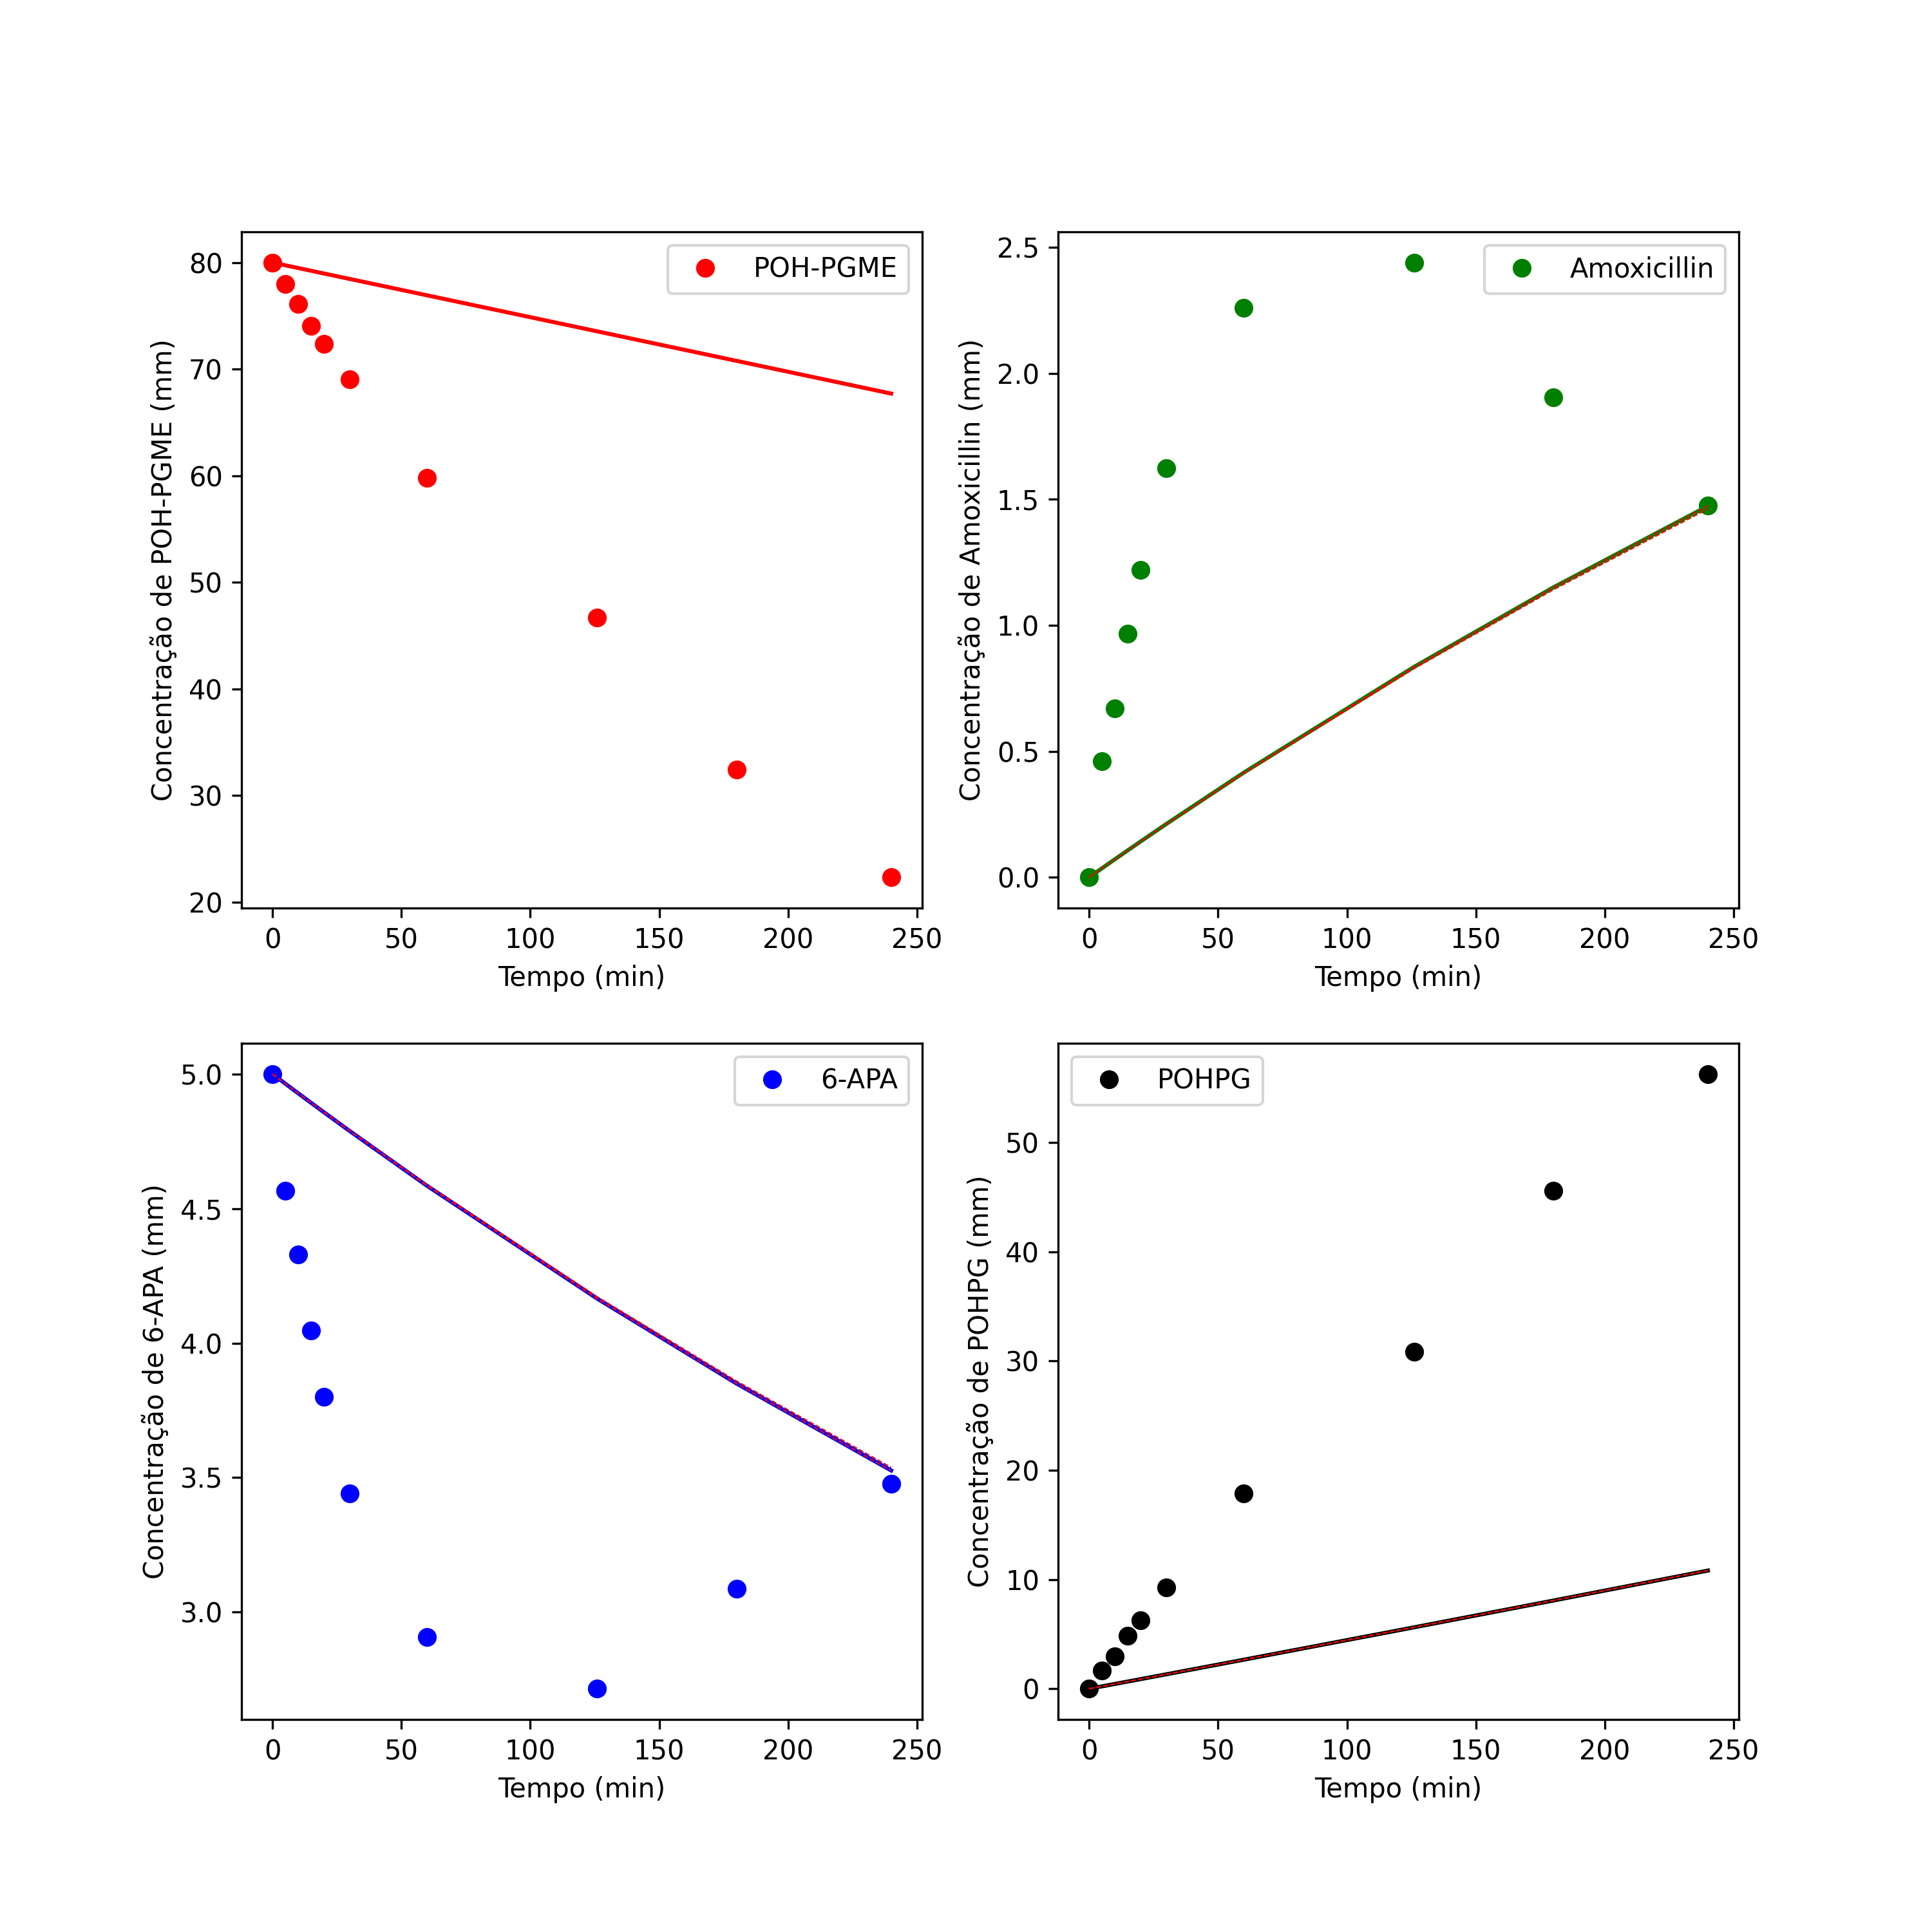 POH-PGME
Concentração de POH-PGME (mm)
80
70
60
50
40
30
20
0 50 100 150 200 250
Tempo (min)
Amoxicillin
Concentração de Amoxicillin (mm)
2.5
2.0
1.5
1.0
0.5
0.0
0 50 100 150 200 250
Tempo (min)
6-APA
Concentração de 6-APA (mm)
5.0
4.5
4.0
3.5
3.0
0 50 100 150 200 250
Tempo (min)
POHPG
Concentração de POHPG (mm)
50
40
30
20
10
0
0 50 100 150 200 250
Tempo (min)